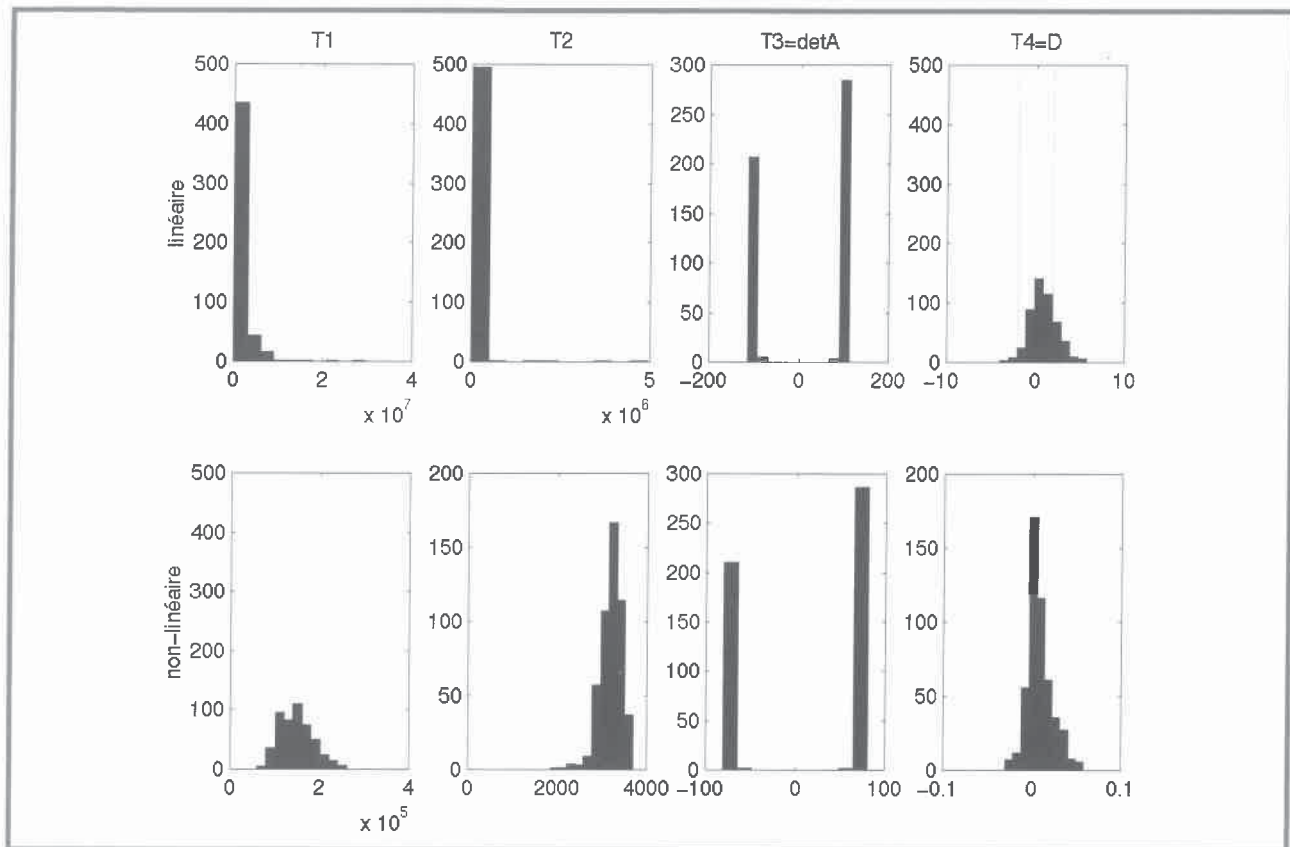 T1 T2 T3=detA T4=D
500 500 300 500
400 400 250 400
300 300 200 300
200 200 150 200
100 100 100 100
50
0 0 0 0
0 2 4 0 5 −200 0 200 −10 0 10
x 10^7 x 10^6
linéaire
500 200 300 200
400 150 250 150
300 200
200 100 150 100
100 50 100 50
50
0 0 0 0
0 2 4 0 2000 4000 −100 0 100 −0.1 0 0.1
x 10^5
non−linéaire